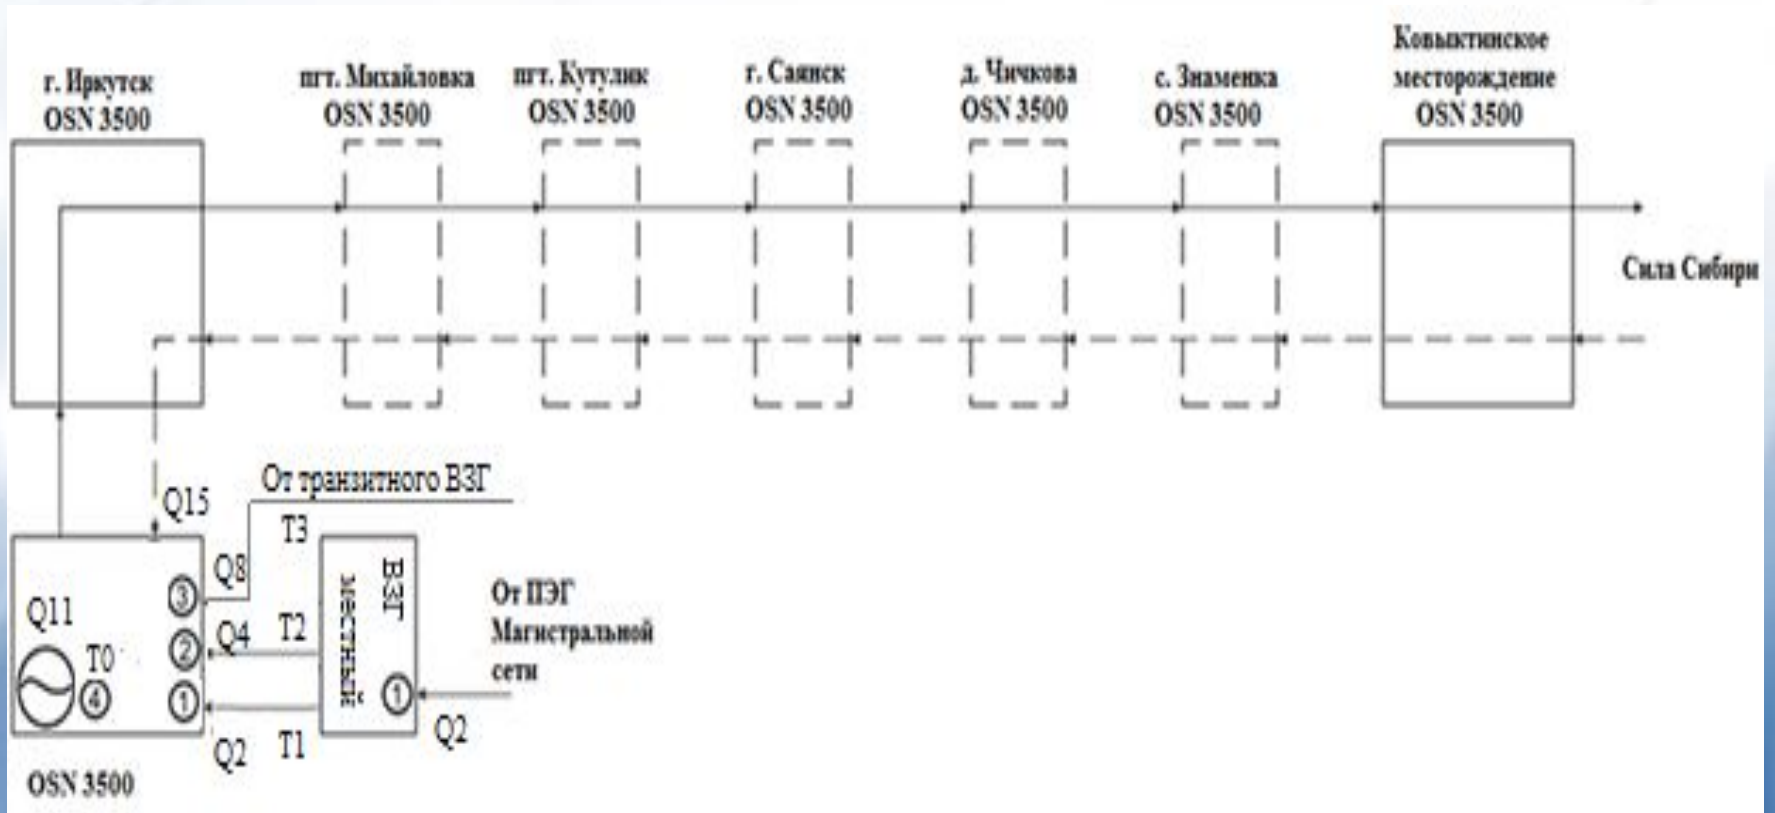 г. Иркутск
OSN 3500
пгт. Михайловка
OSN 3500
пгт. Кутулик
OSN 3500
г. Саянск
OSN 3500
д. Чичкова
OSN 3500
с. Знаменка
OSN 3500
Ковыктинское
месторождение
OSN 3500
Сила Сибири
От транзитного ВЗГ
Q15
T3
Q8
3
Q11
T0
4
Q4
2
T2
1
Q2
T1
ВЗГ
местный
1
Q2
От ПЭГ
Магистральной
сети
OSN 3500